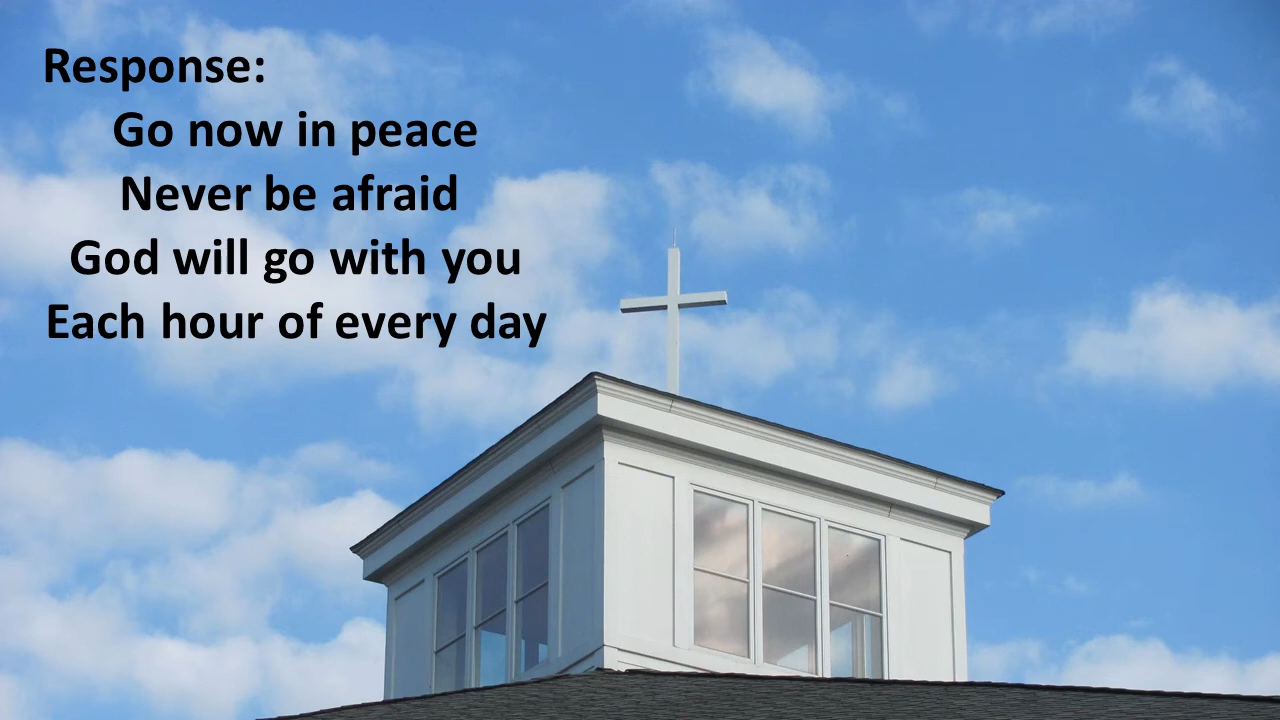 Response:
Go now in peace
Never be afraid
God will go with you
Each hour of every day